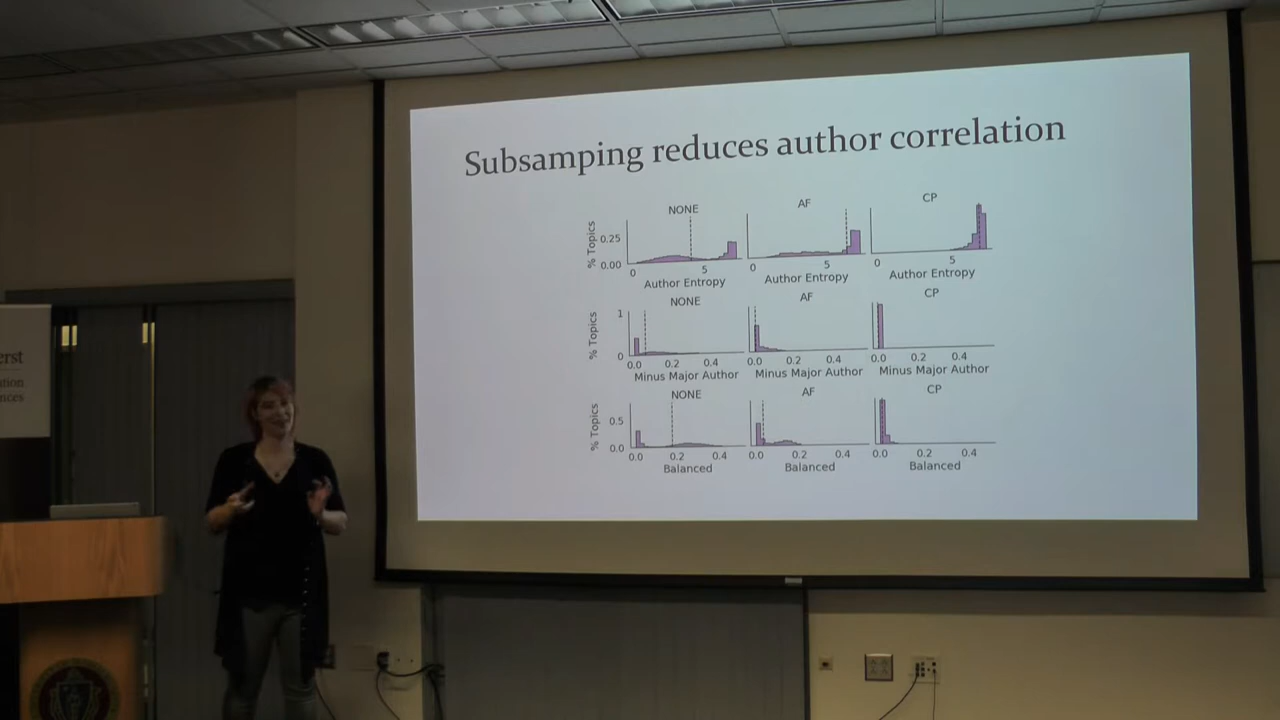 Subsamping reduces author correlation
NONE
AF
CP
% Topics
0.25
0.00
0
5
0
5
0
5
Author Entropy
Author Entropy
Author Entropy
NONE
AF
CP
% Topics
1
0
0.0 0.2 0.4
0.0 0.2 0.4
0.0 0.2 0.4
Minus Major Author
Minus Major Author
Minus Major Author
NONE
AF
CP
% Topics
0.5
0.0
0.0 0.2 0.4
0.0 0.2 0.4
0.0 0.2 0.4
Balanced
Balanced
Balanced
erst
tion
nces